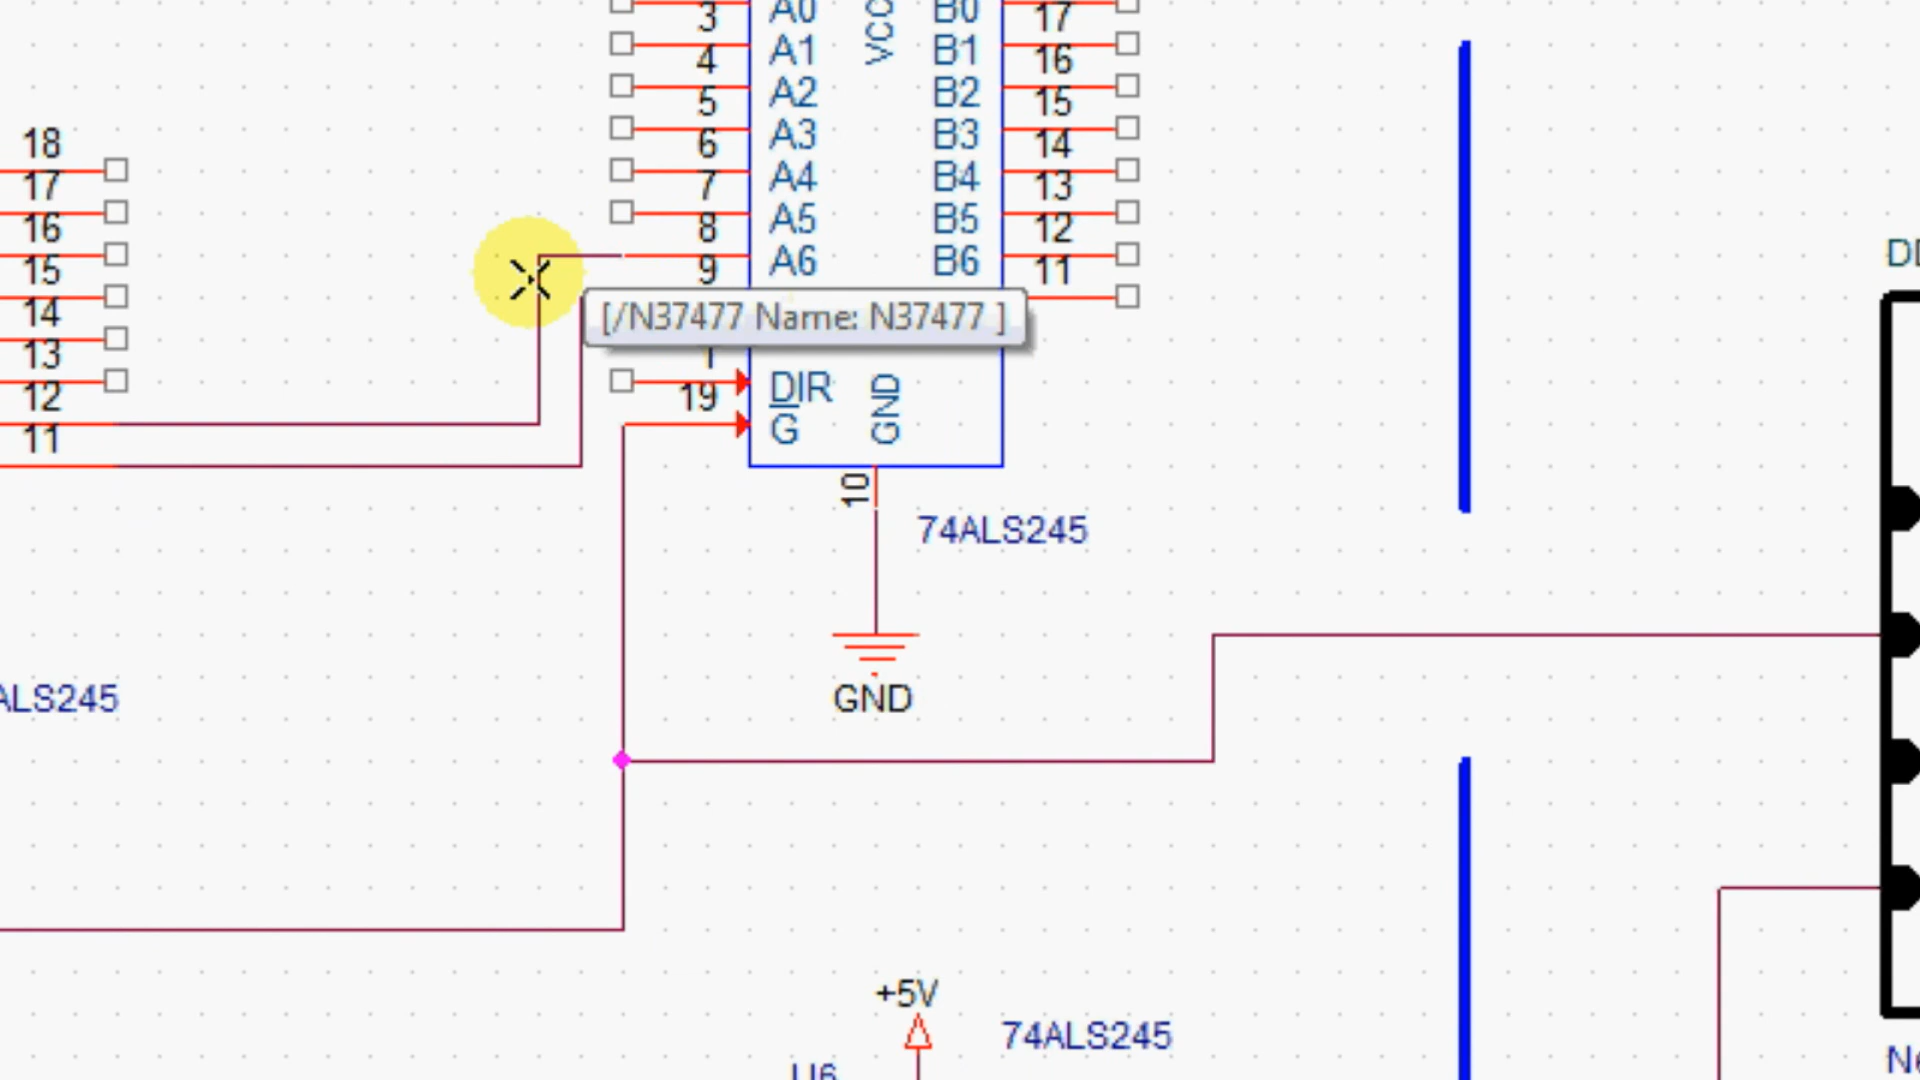 3 A0 VCC B0 17
4 A1 B1 16
5 A2 B2 15
6 A3 B3 14
7 A4 B4 13
8 A5 B5 12
9 A6 B6 11
18
17
16
15
14
13
12
11
[/N37477 Name: N37477 ]
1 DIR GND
19 G
10
74ALS245
ALS245
GND
+5V
74ALS245
U6